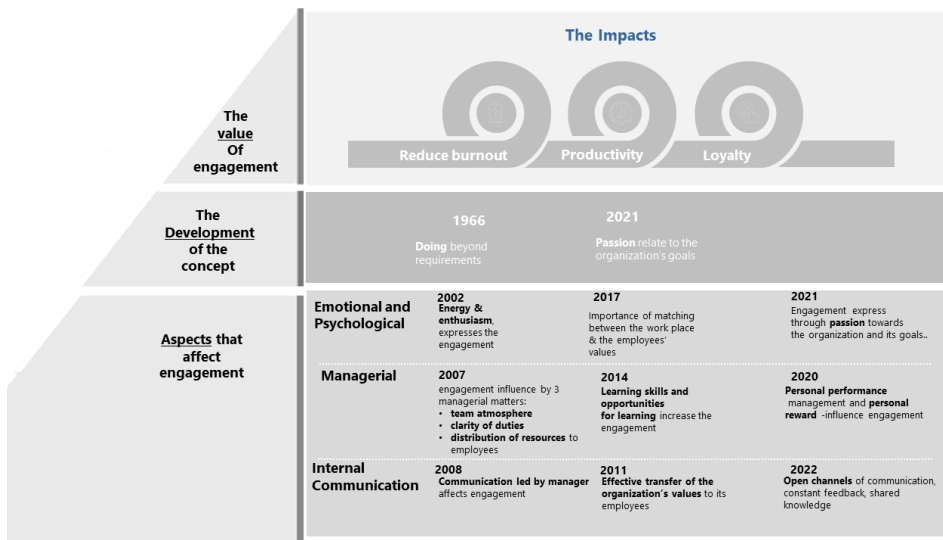 The Impacts
The
value
Of
engagement
Reduce burnout
Productivity
Loyalty
The
Development
of the
concept
1966
Doing beyond
requirements
2021
Passion relate to the
organization's goals
Aspects that
affect
engagement
Emotional and
Psychological
2002
Energy &
enthusiasm,
expresses the
engagement
2017
Importance of matching
between the work place
& the employees'
values
2021
Engagement express
through passion towards
the organization and its goals..
Managerial
2007
engagement influence by 3
managerial matters:
• team atmosphere
• clarity of duties
• distribution of resources to
employees
2014
Learning skills and
opportunities
for learning increase the
engagement
2020
Personal performance
management and personal
reward -influence engagement
Internal
Communication
2008
Communication led by manager
affects engagement
2011
Effective transfer of the
organization's values to its
employees
2022
Open channels of communication,
constant feedback, shared
knowledge